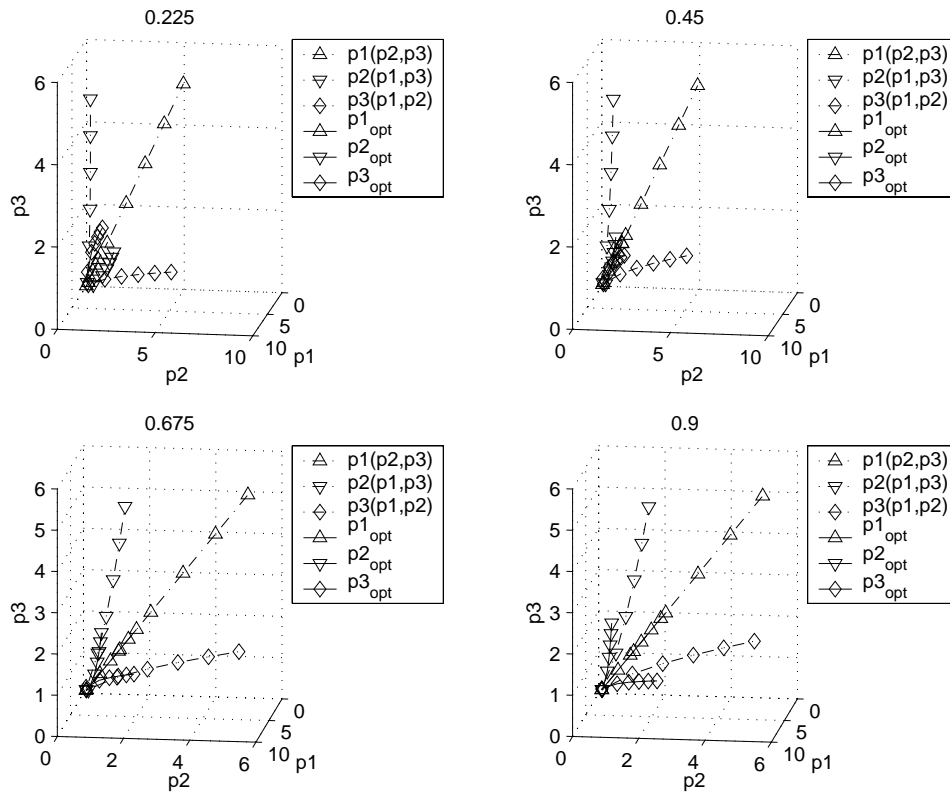 0.225
p1(p2,p3)
p2(p1,p3)
p3(p1,p2)
p1opt
p2opt
p3opt
6
4
2
0
p3
0
5
10
p2
0
5
10
p1
0.45
p1(p2,p3)
p2(p1,p3)
p3(p1,p2)
p1opt
p2opt
p3opt
6
4
2
0
p3
0
5
10
p2
0
5
10
p1
0.675
p1(p2,p3)
p2(p1,p3)
p3(p1,p2)
p1opt
p2opt
p3opt
6
5
4
3
2
1
0
p3
0
2
4
6
p2
0
5
10
p1
0.9
p1(p2,p3)
p2(p1,p3)
p3(p1,p2)
p1opt
p2opt
p3opt
6
5
4
3
2
1
0
p3
0
2
4
6
p2
0
5
10
p1